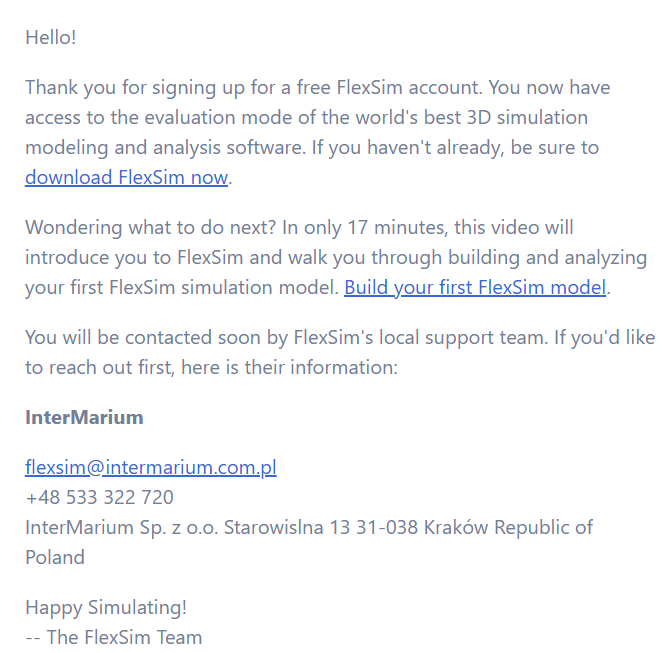 Hello!
Thank you for signing up for a free FlexSim account. You now have
access to the evaluation mode of the world's best 3D simulation
modeling and analysis software. If you haven't already, be sure to
download FlexSim now.
Wondering what to do next? In only 17 minutes, this video will
introduce you to FlexSim and walk you through building and analyzing
your first FlexSim simulation model. Build your first FlexSim model.
You will be contacted soon by FlexSim's local support team. If you'd like
to reach out first, here is their information:
InterMarium
flexsim@intermarium.com.pl
+48 533 322 720
InterMarium Sp. z o.o. Starowislna 13 31-038 Kraków Republic of
Poland
Happy Simulating!
-- The FlexSim Team